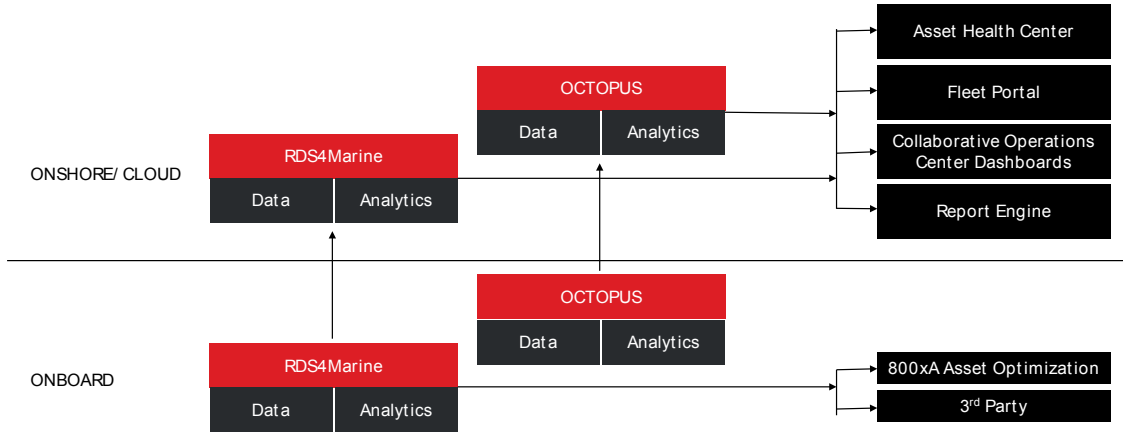 Asset Health Center
OCTOPUS
Fleet Portal
Data
Analytics
RDS4Marine
Collaborative Operations
Center Dashboards
ONSHORE/ CLOUD
Data
Analytics
Report Engine
OCTOPUS
Data
Analytics
RDS4Marine
800xA Asset Optimization
ONBOARD
Data
Analytics
3rd Party